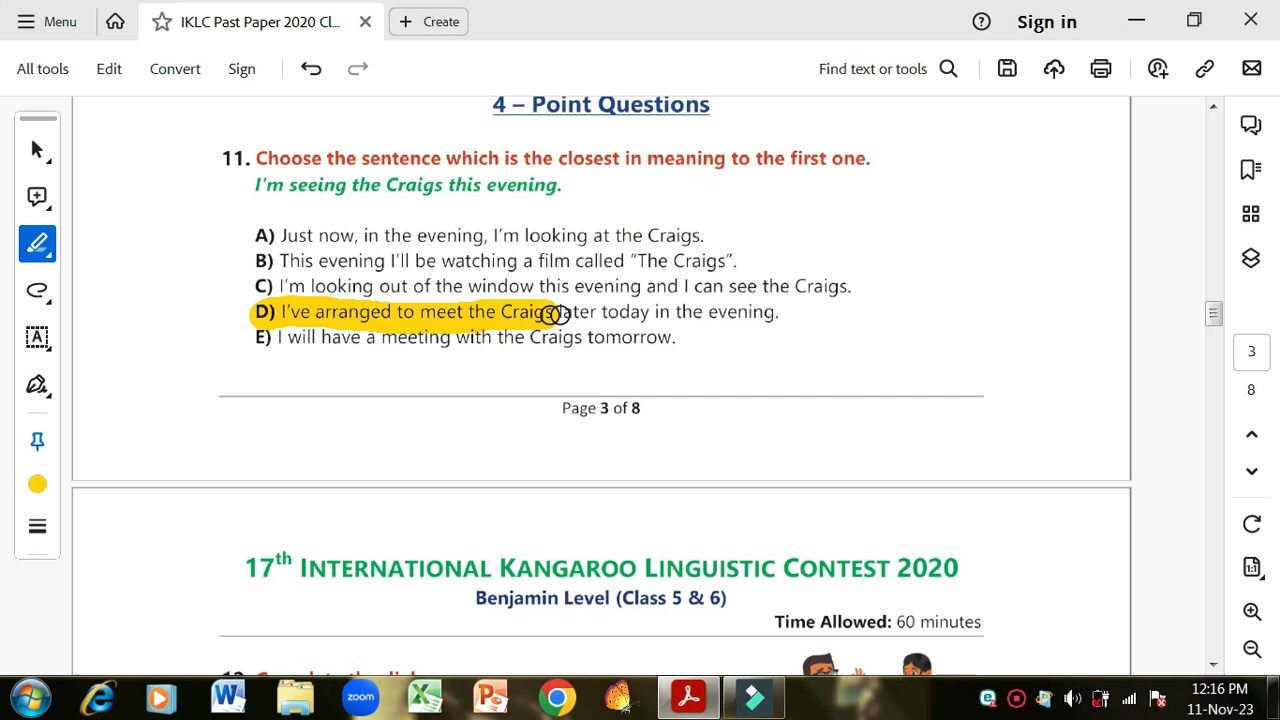 Menu
IKLC Past Paper 2020 Cl...
Create
Sign in
All tools
Edit
Convert
Sign
Find text or tools
4 – Point Questions
11. Choose the sentence which is the closest in meaning to the first one.
I'm seeing the Craigs this evening.
A) Just now, in the evening, I'm looking at the Craigs.
B) This evening I'll be watching a film called "The Craigs".
C) I'm looking out of the window this evening and I can see the Craigs.
D) I've arranged to meet the Craigs later today in the evening.
E) I will have a meeting with the Craigs tomorrow.
Page 3 of 8
3
8
17th INTERNATIONAL KANGAROO LINGUISTIC CONTEST 2020
Benjamin Level (Class 5 & 6)
Time Allowed: 60 minutes
zoom
12:16 PM
11-Nov-23